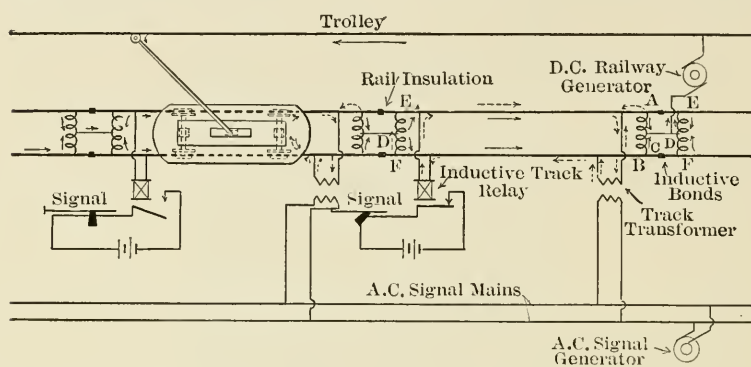 Trolley
D.C. Railway
Generator
Rail Insulation
E
A
E
D
D
C
F
B
F
Inductive Track
Relay
Inductive
Bonds
Signal
Signal
Track
Transformer
A.C. Signal Mains
A.C. Signal
Generator